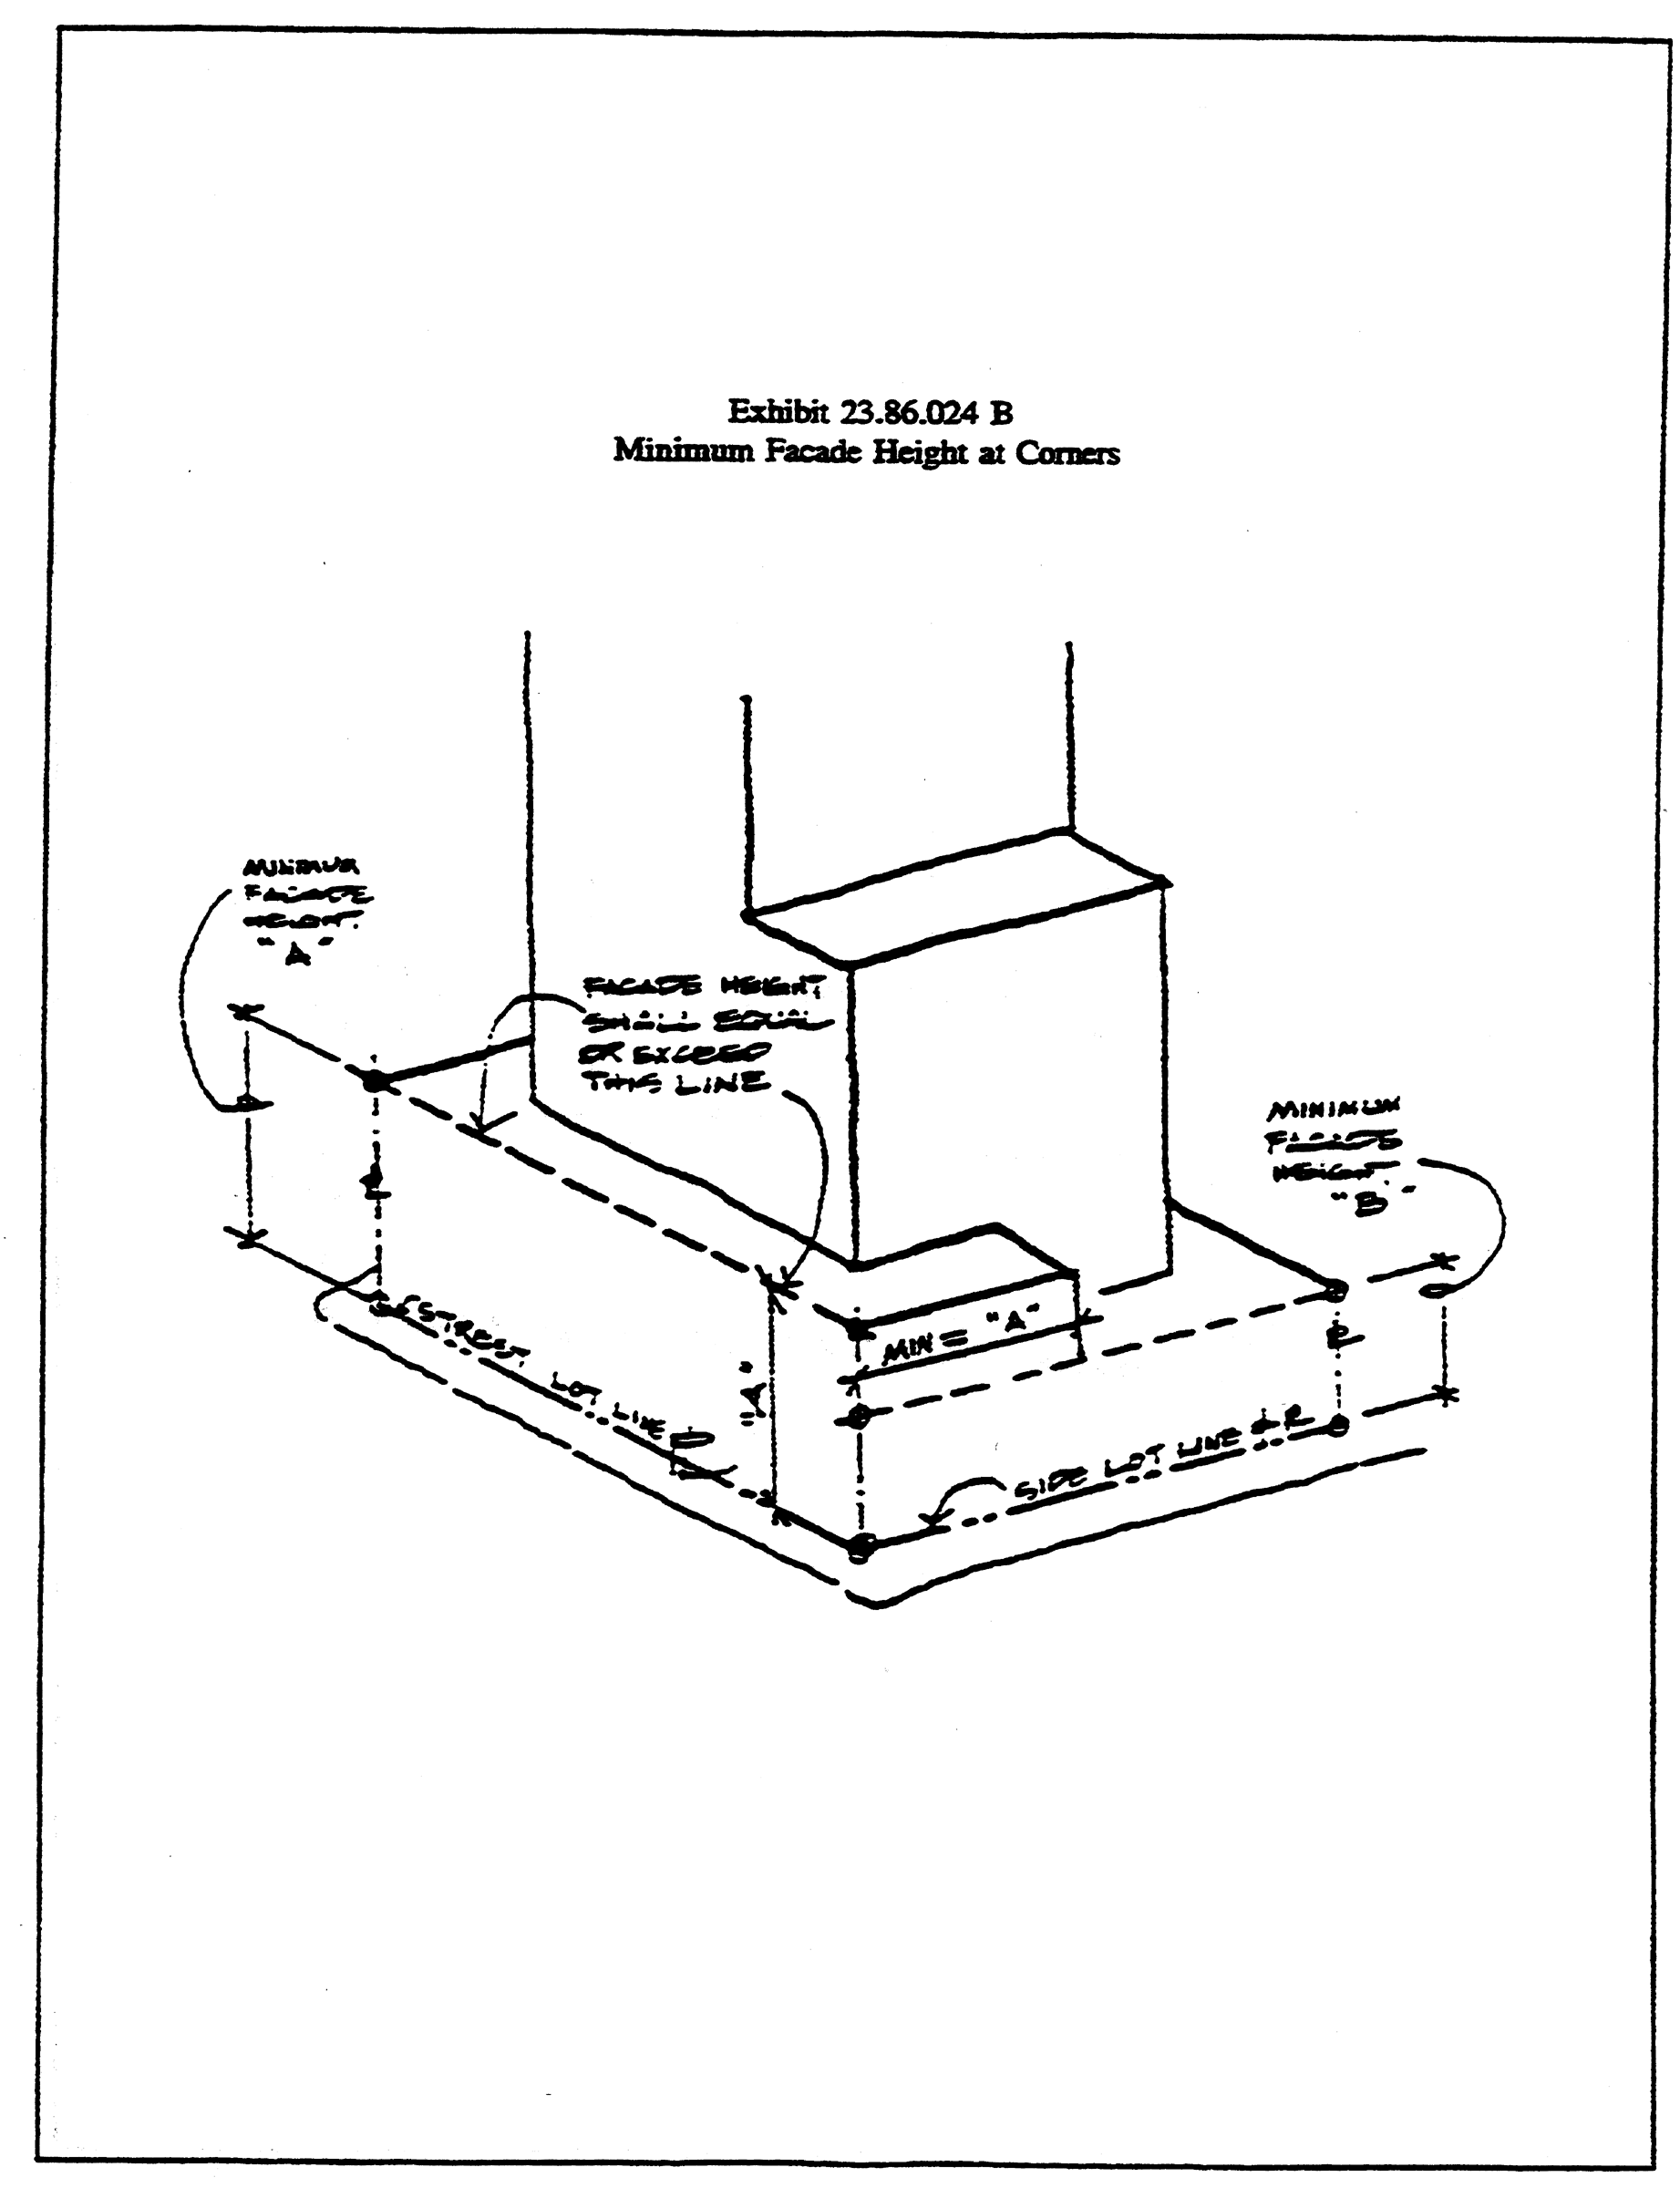 Exhibit 23.86.024 B
Minimum Facade Height at Corners
MINIMUM
FACADE
HEIGHT
"A"
FACADE HEIGHT
SHALL EQUAL
OR EXCEED
THIS LINE
MINIMUM
FACADE
HEIGHT
"B"
MIN = "A"
"A"
STREET LOT LINE
SIDE LOT LINE